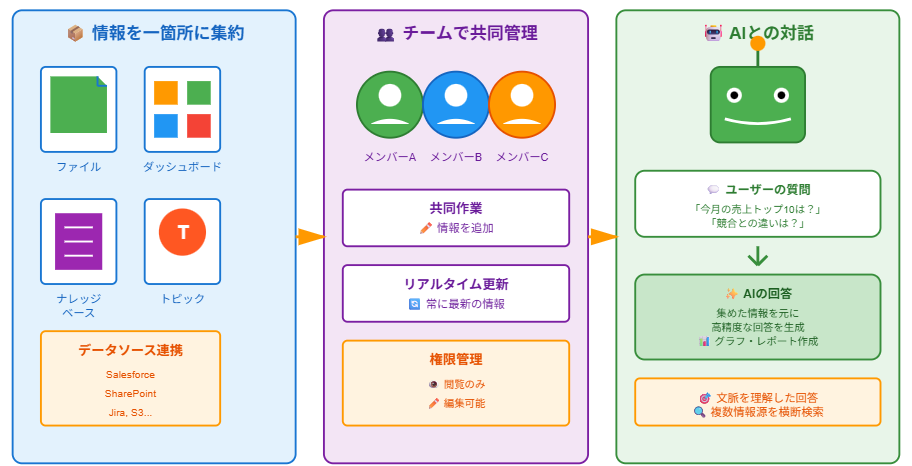 📦 情報を一箇所に集約
ファイル
ダッシュボード
T
ナレッジ
ベース
トピック
データソース連携
Salesforce
SharePoint
Jira, S3...
👥 チームで共同管理
メンバーA
メンバーB
メンバーC
共同作業
🖍️ 情報を追加
リアルタイム更新
🔄 常に最新の情報
権限管理
👁️ 閲覧のみ
🖍️ 編集可能
🤖 AIとの対話
💬 ユーザーの質問
「今月の売上トップ10は？」
「競合との違いは？」
✨ AIの回答
集めた情報を元に
高精度な回答を生成
📊 グラフ・レポート作成
🎯 文脈を理解した回答
🔍 複数情報源を横断検索